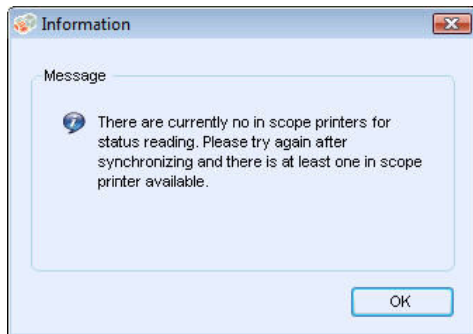 Information
Message
There are currently no in scope printers for
status reading. Please try again after
synchronizing and there is at least one in scope
printer available.
OK